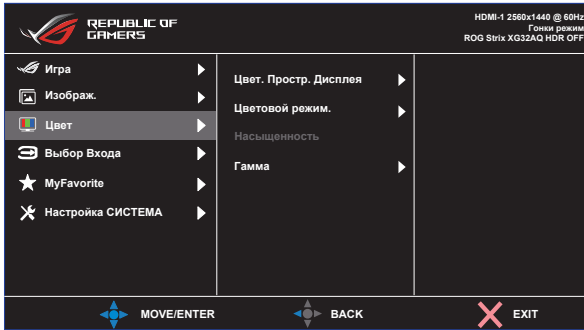 REPUBLIC OF
GAMERS
HDMI-1 2560x1440 @ 60Hz
Гонки режим
ROG Strix XG32AQ HDR OFF
Игра
Изображ.
Цвет
Выбор Входа
MyFavorite
Настройка СИСТЕМА
Цвет. Простр. Дисплея
Цветовой режим.
Насыщенность
Гамма
MOVE/ENTER
BACK
EXIT